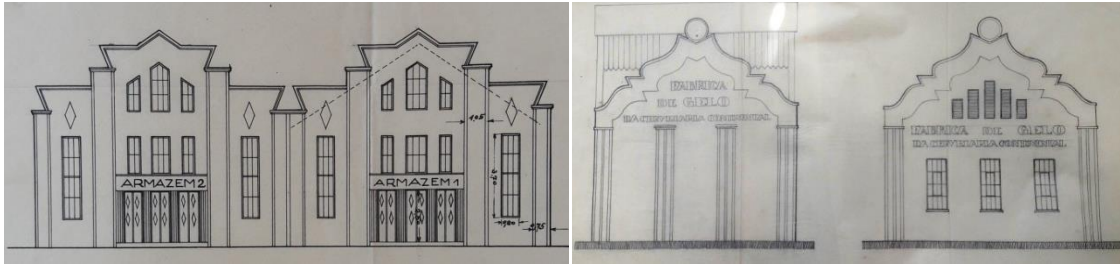 ARMAZEM 2
ARMAZEM 1
1,05
FABRICA
DE GELO
DA CERVEJARIA CONTINENTAL
FABRICA DE GELO
DA CERVEJARIA CONTINENTAL